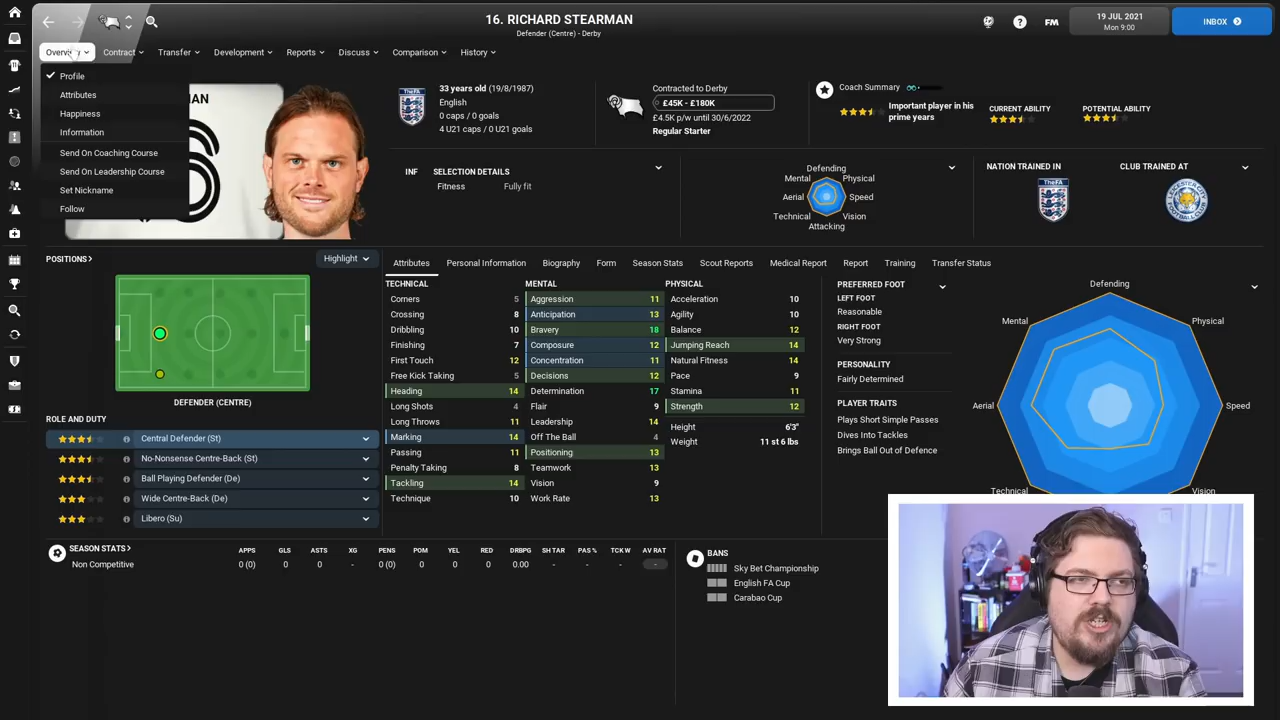 16. RICHARD STEARMAN
Defender (Centre) - Derby
FM
19 JUL 2021
Mon 9:00
INBOX
Contract
Transfer
Development
Reports
Discuss
Comparison
History
Profile
Attributes
Happiness
Information
Send On Coaching Course
Send On Leadership Course
Set Nickname
Follow
33 years old (19/8/1987)
English
0 caps / 0 goals
4 U21 caps / 0 U21 goals
Contracted to Derby
£45K - £180K
£4.5K p/w until 30/6/2022
Regular Starter
Coach Summary
Important player in his
prime years
CURRENT ABILITY
POTENTIAL ABILITY
INF
SELECTION DETAILS
Fitness Fully fit
Defending
Mental
Physical
Aerial
Speed
Technical
Vision
Attacking
NATION TRAINED IN
CLUB TRAINED AT
POSITIONS
Highlight
DEFENDER (CENTRE)
ROLE AND DUTY
Central Defender (St)
No-Nonsense Centre-Back (St)
Ball Playing Defender (De)
Wide Centre-Back (De)
Libero (Su)
Attributes
Personal Information
Biography
Form
Season Stats
Scout Reports
Medical Report
Report
Training
Transfer Status
TECHNICAL
Corners 5
Crossing 8
Dribbling 10
Finishing 7
First Touch 12
Free Kick Taking 5
Heading 14
Long Shots 4
Long Throws 11
Marking 14
Passing 11
Penalty Taking 8
Tackling 14
Technique 10
MENTAL
Aggression 11
Anticipation 13
Bravery 18
Composure 12
Concentration 11
Decisions 12
Determination 17
Flair 9
Leadership 14
Off The Ball 4
Positioning 13
Teamwork 13
Vision 9
Work Rate 13
PHYSICAL
Acceleration 10
Agility 10
Balance 12
Jumping Reach 14
Natural Fitness 14
Pace 9
Stamina 11
Strength 12
Height 6'3"
Weight 11 st 6 lbs
PREFERRED FOOT
LEFT FOOT
Reasonable
RIGHT FOOT
Very Strong
PERSONALITY
Fairly Determined
PLAYER TRAITS
Plays Short Simple Passes
Dives Into Tackles
Brings Ball Out of Defence
Defending
Mental
Physical
Aerial
Speed
Technical
Vision
SEASON STATS
APPS GLS ASTS XG PENS POM YEL RED DRBPG SH TAR PAS % TCK W AV RAT
Non Competitive 0 (0) 0 0 - 0 (0) 0 0 0 0.00 - - - -
BANS
Sky Bet Championship
English FA Cup
Carabao Cup